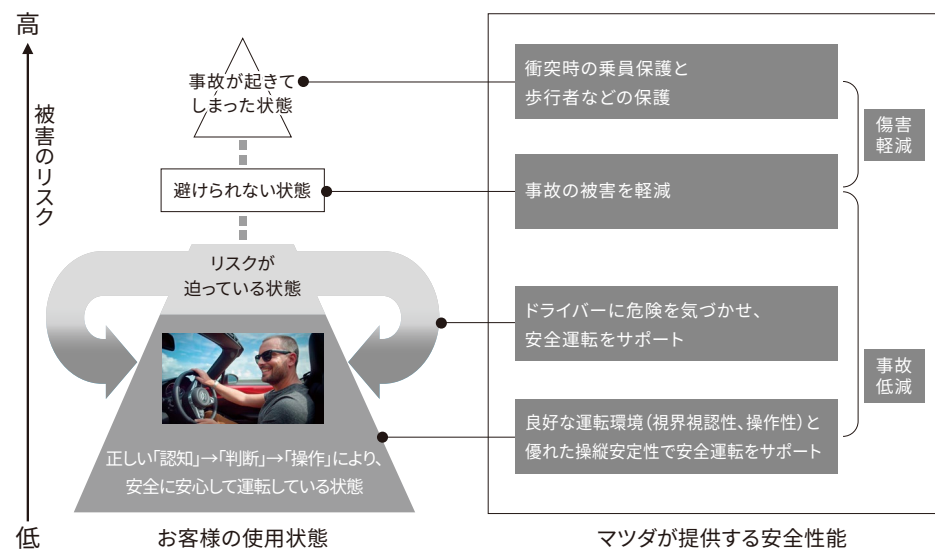 高
被害のリスク
低
事故が起きて
しまった状態
避けられない状態
リスクが
迫っている状態
正しい「認知」→「判断」→「操作」により、
安全に安心して運転している状態
お客様の使用状態
衝突時の乗員保護と
歩行者などの保護
事故の被害を軽減
ドライバーに危険を気づかせ、
安全運転をサポート
良好な運転環境(視界視認性、操作性)と
優れた操縦安定性で安全運転をサポート
傷害
軽減
事故
低減
マツダが提供する安全性能